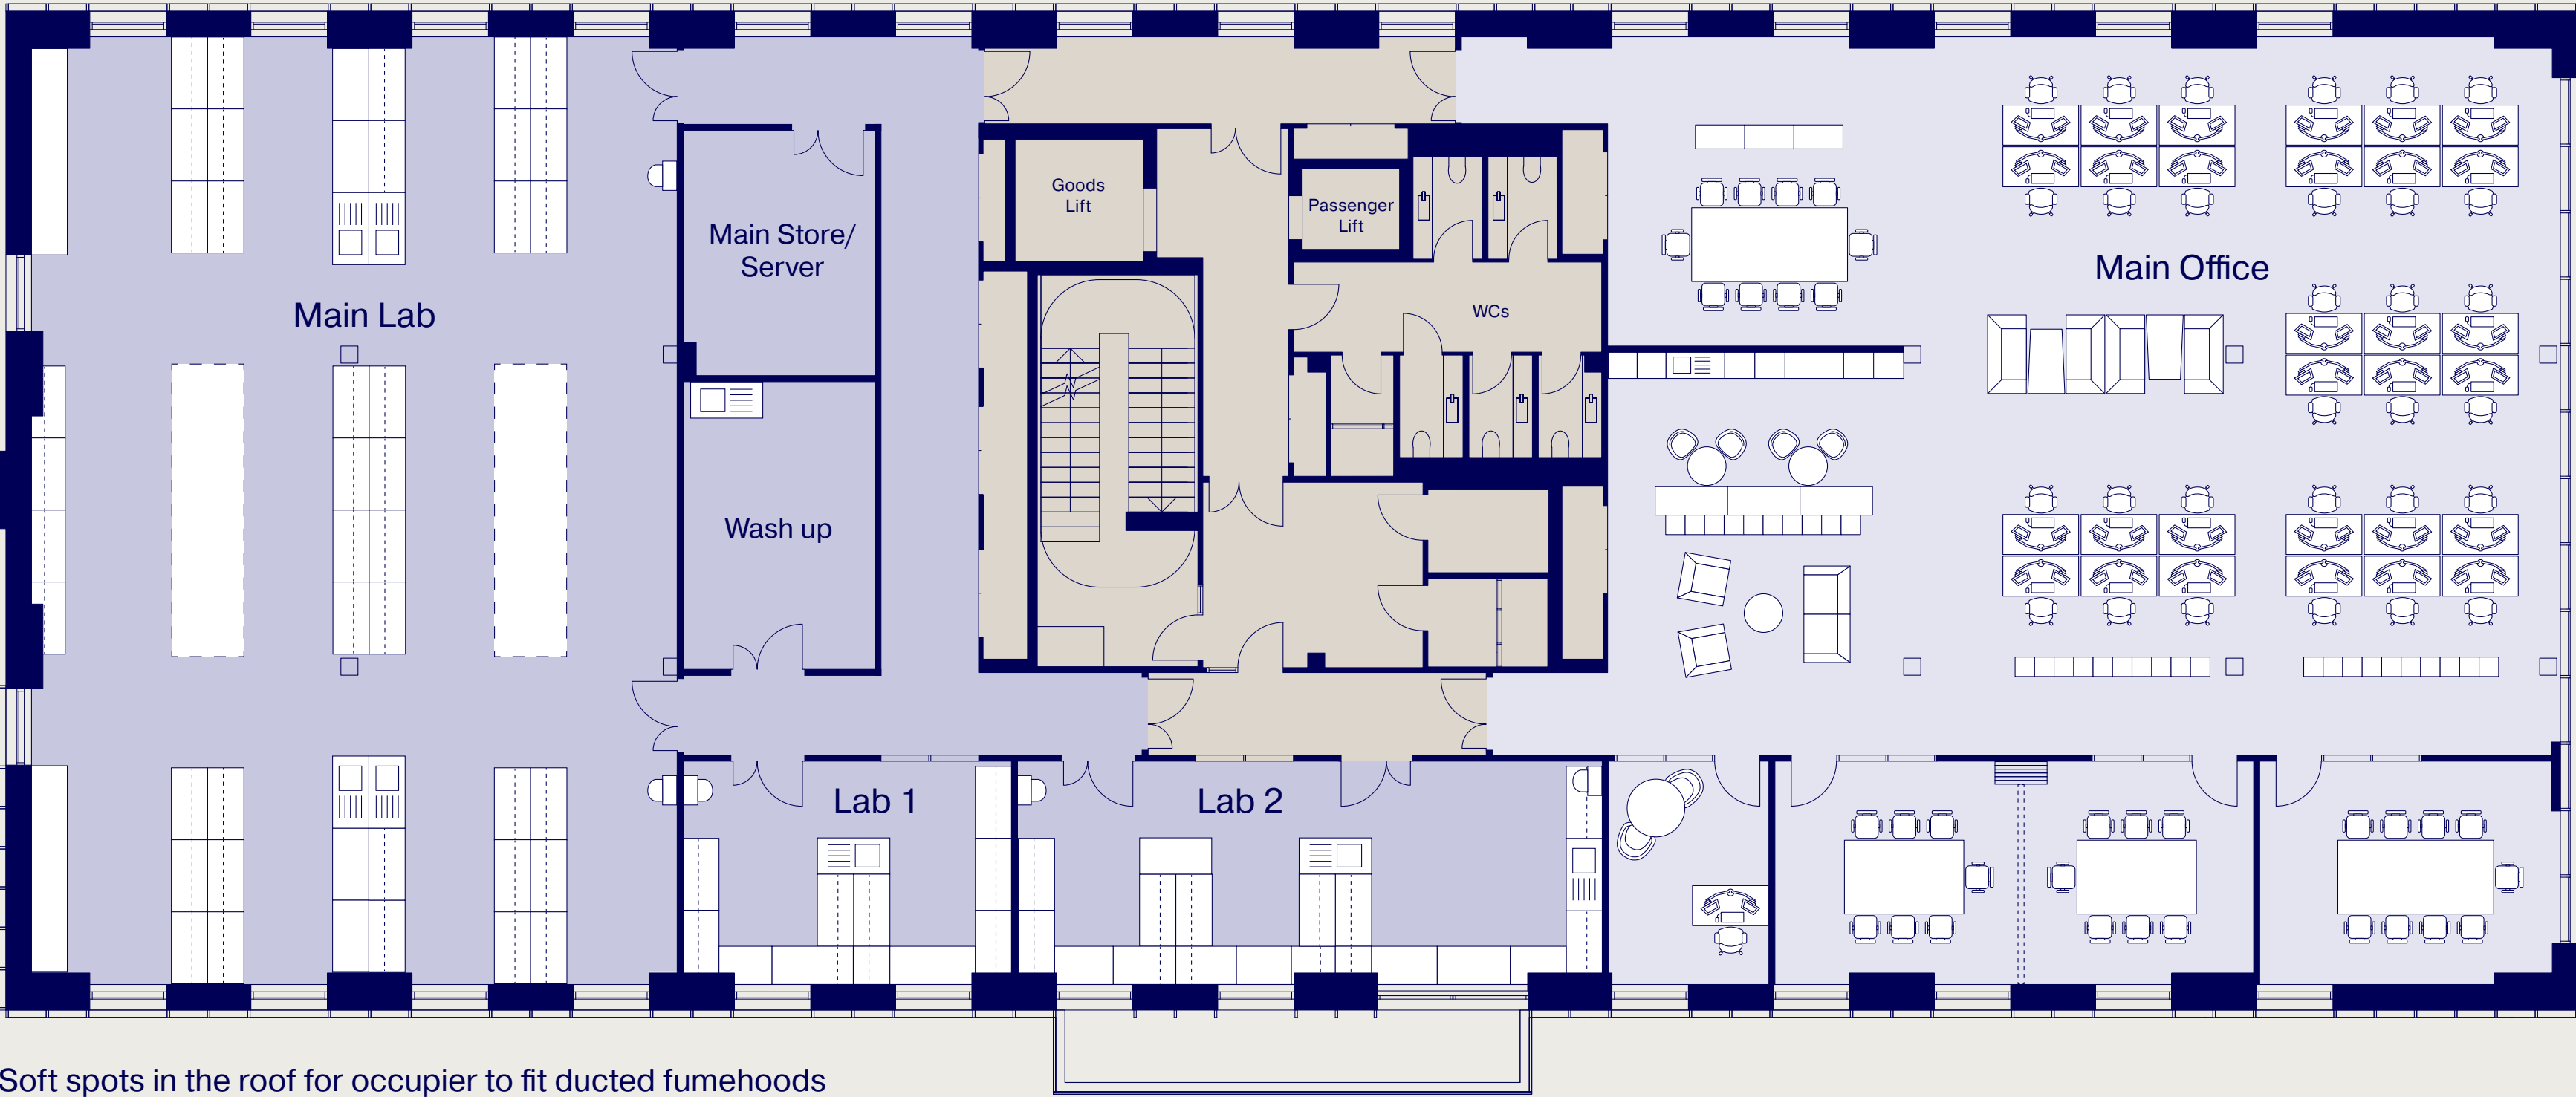 Goods
Lift
Passenger
Lift
Main Store/
Server
Main Office
Main Lab
WCs
Wash up
Lab 1
Lab 2
Soft spots in the roof for occupier to fit ducted fumehoods